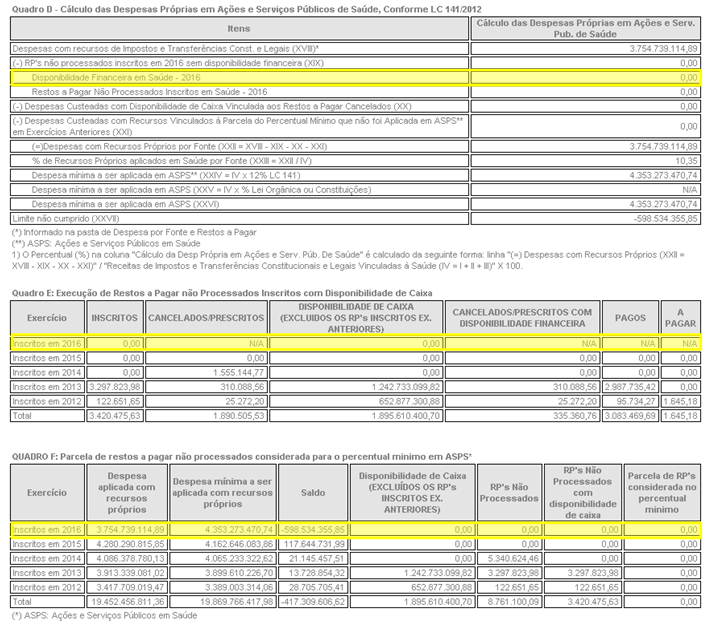 Quadro D - Cálculo das Despesas Próprias em Ações e Serviços Públicos de Saúde, Conforme LC 141/2012
Itens Cálculo das Despesas Próprias em Ações e Serv. Pub. de Saúde
Despesas com recursos de Impostos e Transferências Const. e Legais (XVIII)* 3.754.739.114,89
(-) RP's não processados inscritos em 2016 sem disponibilidade financeira (XIX) 0,00
Disponibilidade Financeira em Saúde - 2016 0,00
Restos a Pagar Não Processados Inscritos em Saúde - 2016 0,00
(-) Despesas Custeadas com Disponibilidade de Caixa Vinculada aos Restos a Pagar Cancelados (XX) 0,00
(-) Despesas Custeadas com Recursos Vinculados á Parcela do Percentual Mínimo que não foi Aplicada em ASPS**
em Exercícios Anteriores (XXI) 0,00
(=)Despesas com Recursos Próprios por Fonte (XXII = XVIII - XIX - XX - XXI) 3.754.739.114,89
% de Recursos Próprios aplicados em Saúde por Fonte (XXIII = XXII / IV) 10,35
Despesa mínima a ser aplicada em ASPS** (XXIV = IV x 12% LC 141) 4.353.273.470,74
Despesa mínima a ser aplicada em ASPS (XXV = IV x % Lei Orgânica ou Constituições) N/A
Despesa mínima a ser aplicada em ASPS (XXVI) 4.353.273.470,74
Limite não cumprido (XXVII) -598.534.355,85
(*) Informado na pasta de Despesa por Fonte e Restos a Pagar
(**) ASPS: Ações e Serviços Públicos em Saúde
1) O Percentual (%) na coluna "Cálculo da Desp Própria em Ações e Serv. Púb. De Saúde" é calculado da seguinte forma: linha "(=) Despesas com Recursos Próprios (XXII =
XVIII - XIX - XX - XXI)" / "Receitas de Impostos e Transferências Constitucionais e Legais Vinculadas á Saúde (IV = I + II + III)" X 100.
Quadro E: Execução de Restos a Pagar não Processados Inscritos com Disponibilidade de Caixa
Exercício INSCRITOS CANCELADOS/PRESCRITOS DISPONIBILIDADE DE CAIXA (EXCLUIDOS OS RP's INSCRITOS EX. ANTERIORES) CANCELADOS/PRESCRITOS COM DISPONIBILIDADE FINANCEIRA PAGOS A PAGAR
Inscritos em 2016 0,00 N/A 0,00 N/A N/A N/A
Inscritos em 2015 0,00 0,00 0,00 0,00 0,00 0,00
Inscritos em 2014 0,00 1.555.144,77 0,00 0,00 0,00 0,00
Inscritos em 2013 3.297.823,98 310.088,56 1.242.733.099,82 310.088,56 2.987.735,42 0,00
Inscritos em 2012 122.651,65 25.272,20 652.877.300,88 25.272,20 95.734,27 1.645,18
Total 3.420.475,63 1.890.505,53 1.895.610.400,70 335.360,76 3.083.469,69 1.645,18
QUADRO F: Parcela de restos a pagar não processados considerada para o percentual minimo em ASPS*
Exercício Despesa aplicada com recursos próprios Despesa mínima a ser aplicada com recursos próprios Saldo Disponibilidade de Caixa (EXCLUÍDOS OS RP's INSCRITOS EX. ANTERIORES) RP's Não Processados RP's Não Processados com disponibilidade de caixa Parcela de RP's considerada no percentual mínimo
Inscritos em 2016 3.754.739.114,89 4.353.273.470,74 -598.534.355,85 0,00 0,00 0,00 0,00
Inscritos em 2015 4.280.290.815,85 4.162.646.083,86 117.644.731,99 0,00 0,00 0,00 0,00
Inscritos em 2014 4.086.378.780,13 4.065.233.322,62 21.145.457,51 0,00 5.340.624,46 0,00 0,00
Inscritos em 2013 3.913.339.081,02 3.899.610.226,70 13.728.854,32 1.242.733.099,82 3.297.823,98 3.297.823,98 0,00
Inscritos em 2012 3.417.709.019,47 3.389.003.314,06 28.705.705,41 652.877.300,88 122.651,65 122.651,65 0,00
Total 19.452.456.811,36 19.869.766.417,98 -417.309.606,62 1.895.610.400,70 8.761.100,09 3.420.475,63 0,00
(*) ASPS: Ações e Serviços Públicos em Saúde